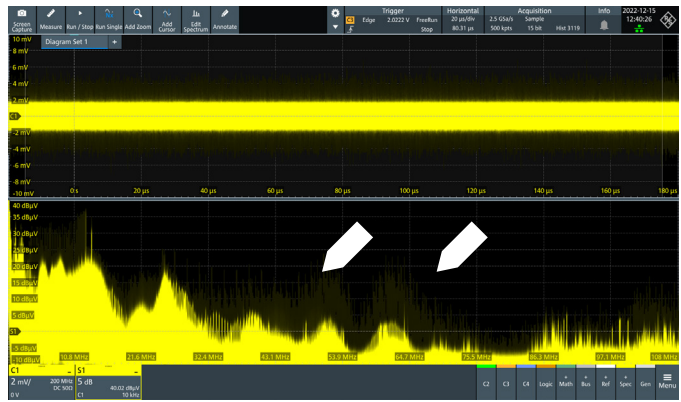 Trigger
Horizontal
Acquisition
Info
2022-12-15
12:40:26
Screen Capture
Measure
Run / Stop
Run Single
Add Zoom
Add Cursor
Edit Spectrum
Annotate
C1 Edge 2.0222 V FreeRun
Stop
20 µs/div
80.31 µs
2.5 GSa/s Sample
500 kpts 15 bit Hist 3119
Diagram Set 1 +
10 mV
8 mV
6 mV
4 mV
2 mV
C1
-2 mV
-4 mV
-6 mV
-8 mV
-10 mV
0 s 20 µs 40 µs 60 µs 80 µs 100 µs 120 µs 140 µs 160 µs 180 µs
40 dBµV
35 dBµV
30 dBµV
25 dBµV
20 dBµV
15 dBµV
10 dBµV
5 dBµV
S1
-5 dBµV
-10 dBµV
10.8 MHz 21.6 MHz 32.4 MHz 43.1 MHz 53.9 MHz 64.7 MHz 75.5 MHz 86.3 MHz 97.1 MHz 108 MHz
C1
2 mV/ 200 MHz
DC 50Ω
0 V
S1
5 dB
40.02 dBµV
C1 10 kHz
C2 C3 C4 Logic Math Bus Ref Spec Gen Menu